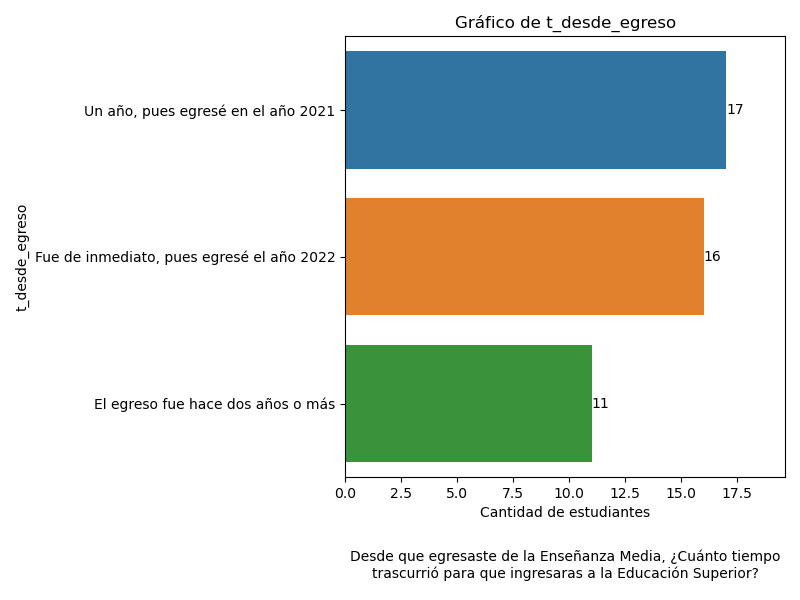 Gráfico de t_desde_egreso
t_desde_egreso
Un año, pues egresé en el año 2021
17
Fue de inmediato, pues egresé el año 2022
16
El egreso fue hace dos años o más
11
0.0 2.5 5.0 7.5 10.0 12.5 15.0 17.5
Cantidad de estudiantes
Desde que egresaste de la Enseñanza Media, ¿Cuánto tiempo
trascurrió para que ingresaras a la Educación Superior?